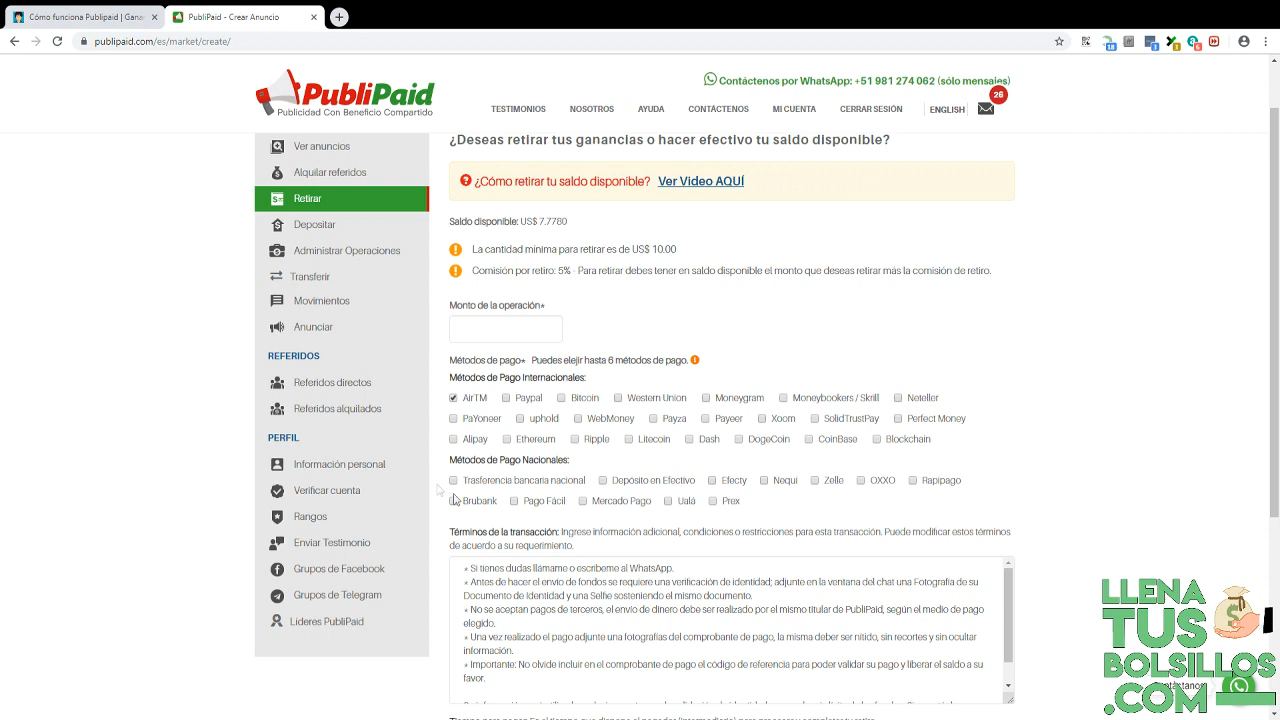 Cómo funciona Publipaid | Gana
PubliPaid - Crear Anuncio
publipaid.com/es/market/create/
PubliPaid
Publicidad Con Beneficio Compartido
Contáctenos por WhatsApp: +51 981 274 062 (sólo mensajes)
TESTIMONIOS NOSOTROS AYUDA CONTÁCTENOS MI CUENTA CERRAR SESIÓN ENGLISH 26
Ver anuncios
Alquilar referidos
Retirar
Depositar
Administrar Operaciones
Transferir
Movimientos
Anunciar
REFERIDOS
Referidos directos
Referidos alquilados
PERFIL
Información personal
Verificar cuenta
Rangos
Enviar Testimonio
Grupos de Facebook
Grupos de Telegram
Líderes PubliPaid
¿Deseas retirar tus ganancias o hacer efectivo tu saldo disponible?
¿Cómo retirar tu saldo disponible? Ver Video AQUÍ
Saldo disponible: US$ 7.7780
La cantidad mínima para retirar es de US$ 10.00
Comisión por retiro: 5% - Para retirar debes tener en saldo disponible el monto que deseas retirar más la comisión de retiro.
Monto de la operación*
Métodos de pago* Puedes elejir hasta 6 métodos de pago.
Métodos de Pago Internacionales:
AirTM Paypal Bitcoin Western Union Moneygram Moneybookers / Skrill Neteller
PaYoneer uphold WebMoney Payza Payeer Xoom SolidTrustPay Perfect Money
Alipay Ethereum Ripple Litecoin Dash DogeCoin CoinBase Blockchain
Métodos de Pago Nacionales:
Trasferencia bancaria nacional Depósito en Efectivo Efecty Nequi Zelle OXXO Rapipago
Brubank Pago Fácil Mercado Pago Ualá Prex
Términos de la transacción: Ingrese información adicional, condiciones o restricciones para esta transacción. Puede modificar estos términos
de acuerdo a su requerimiento.
* Si tienes dudas llámame o escribeme al WhatsApp.
* Antes de hacer el envío de fondos se requiere una verificación de identidad; adjunte en la ventana del chat una Fotografía de su
Documento de Idenidad y una Selfie sosteniendo el mismo documento.
* No se aceptan pagos de terceros, el envío de dinero debe ser realizado por el mismo titular de PubliPaid, según el medio de pago
elegido.
* Una vez realizado el pago adjunte una fotografías del comprobante de pago, la misma deber ser nítido, sin recortes y sin ocultar
información.
* Importante: No olvide incluir en el comprobante de pago el código de referencia para poder validar su pago y liberar el saldo a su
favor.
LLENA
TUS
BOLSILLOS
.COM